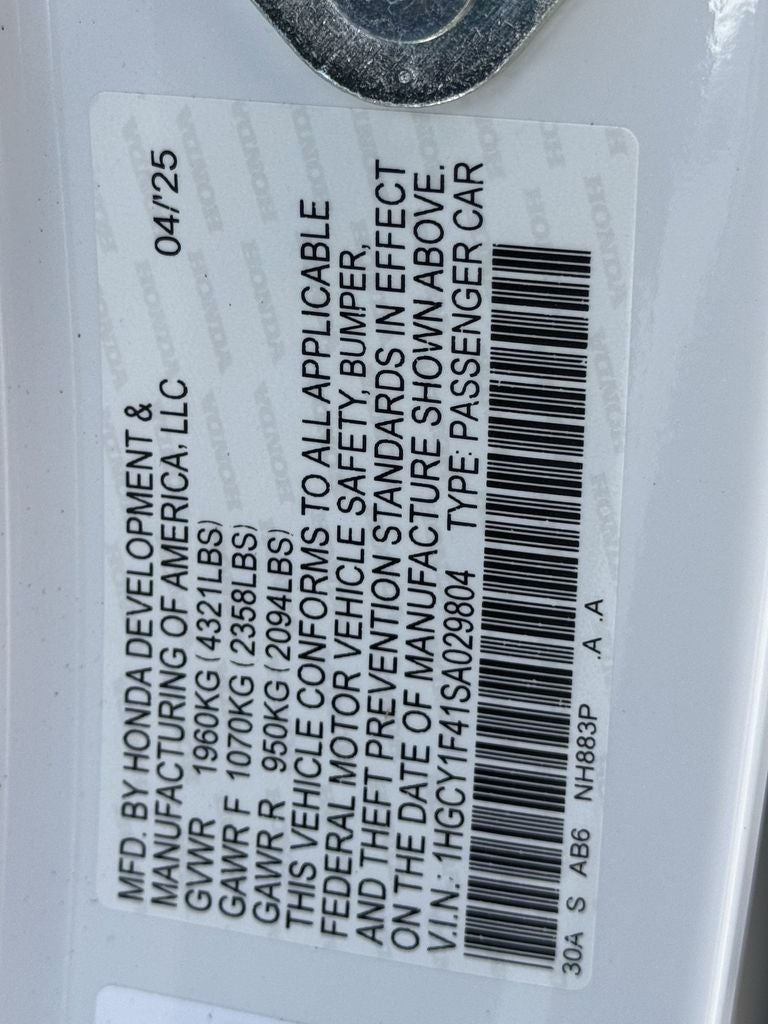 04/'25
MFD. BY HONDA DEVELOPMENT &
MANUFACTURING OF AMERICA, LLC
GVWR 1960KG (4321LBS)
GAWR F 1070KG (2358LBS)
GAWR R 950KG (2094LBS)
THIS VEHICLE CONFORMS TO ALL APPLICABLE
FEDERAL MOTOR VEHICLE SAFETY, BUMPER,
AND THEFT PREVENTION STANDARDS IN EFFECT
ON THE DATE OF MANUFACTURE SHOWN ABOVE.
V.I.N.: 1HGCY1F41SA029804 TYPE: PASSENGER CAR
30A S AB6 NH883P .A .A